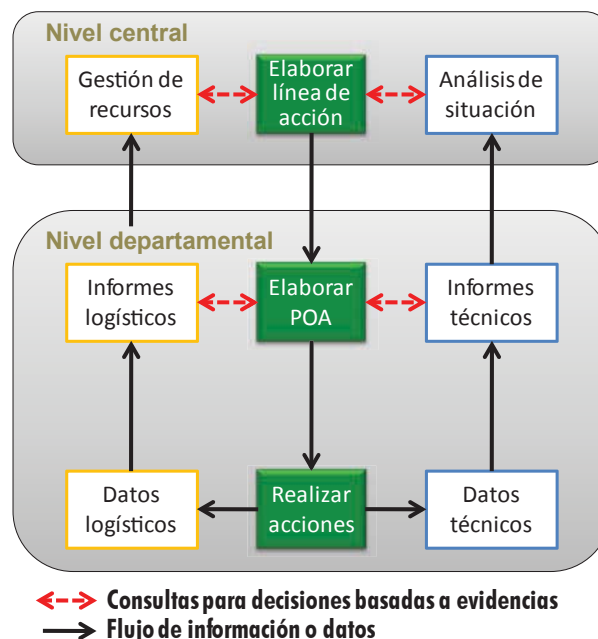 Nivel central
Gestión de
recursos
Elaborar
línea de
acción
Análisis de
situación
Nivel departamental
Informes
logísticos
Elaborar
POA
Informes
técnicos
Datos
logísticos
Realizar
acciones
Datos
técnicos
Consultas para decisiones basadas a evidencias
Flujo de información o datos